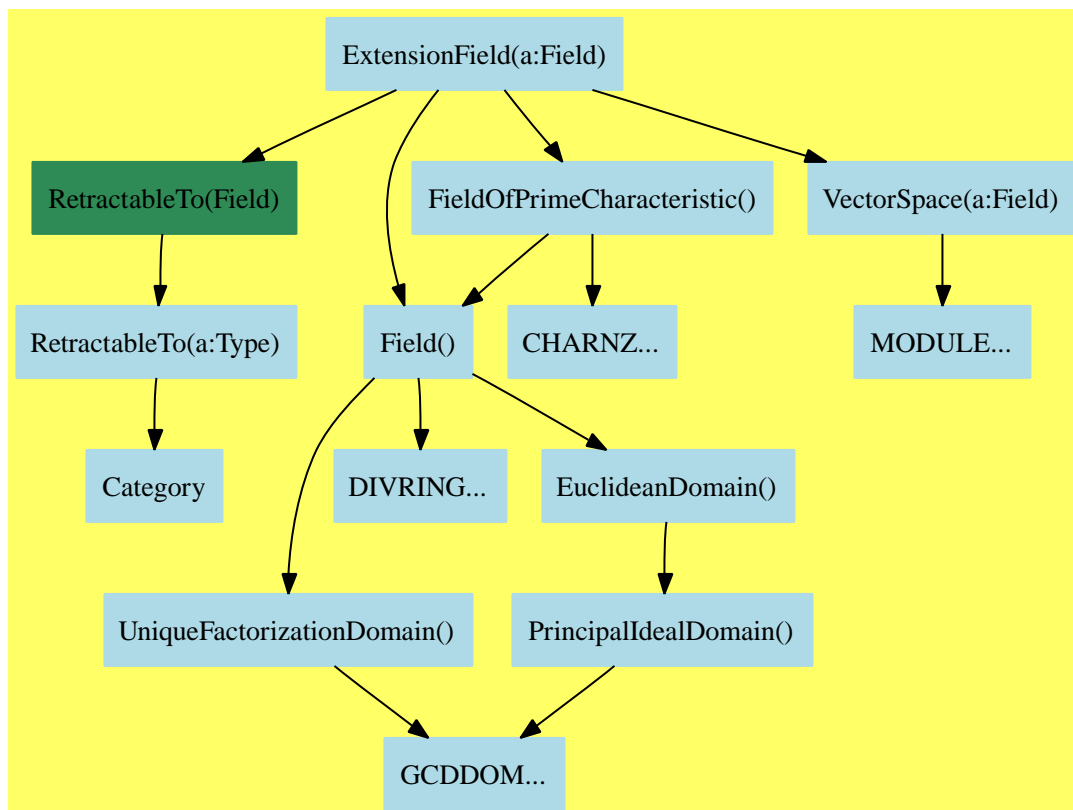 ExtensionField(a:Field)
RetractableTo(Field)
FieldOfPrimeCharacteristic()
VectorSpace(a:Field)
RetractableTo(a:Type)
Field()
CHARNZ...
MODULE...
Category
DIVRING...
EuclideanDomain()
UniqueFactorizationDomain()
PrincipalIdealDomain()
GCDDOM...